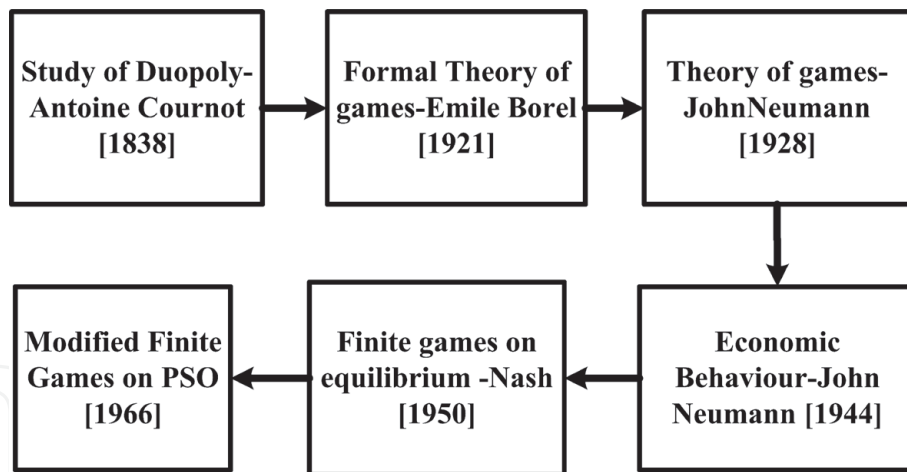 Study of Duopoly-
Antoine Cournot
[1838]
Formal Theory of
games-Emile Borel
[1921]
Theory of games-
JohnNeumann
[1928]
Economic
Behaviour-John
Neumann [1944]
Finite games on
equilibrium -Nash
[1950]
Modified Finite
Games on PSO
[1966]